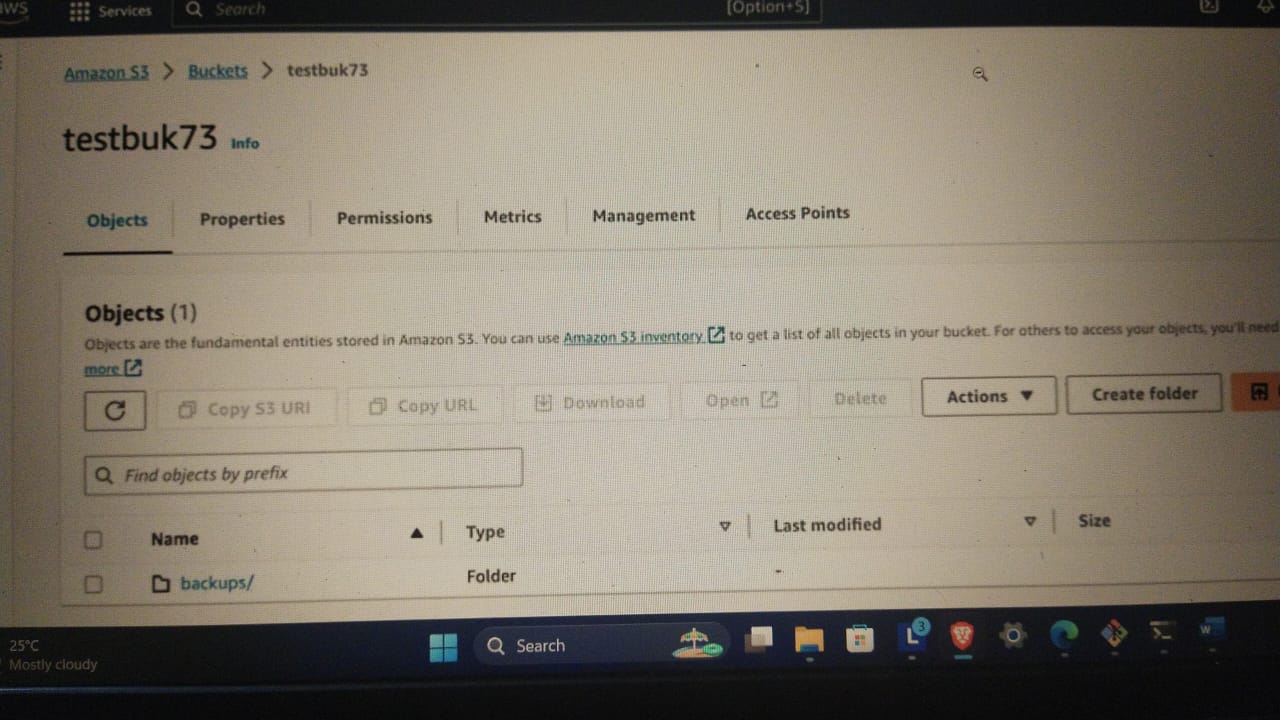 aws
Services
Search
[Option+S]
Amazon S3 > Buckets > testbuk73
testbuk73 Info
Objects
Properties
Permissions
Metrics
Management
Access Points
Objects (1)
Objects are the fundamental entities stored in Amazon S3. You can use Amazon S3 inventory to get a list of all objects in your bucket. For others to access your objects, you'll need
more
Copy S3 URI
Copy URL
Download
Open
Delete
Actions
Create folder
Find objects by prefix
Name
Type
Last modified
Size
backups/
Folder
-
25°C
Mostly cloudy
Search
L
3
W